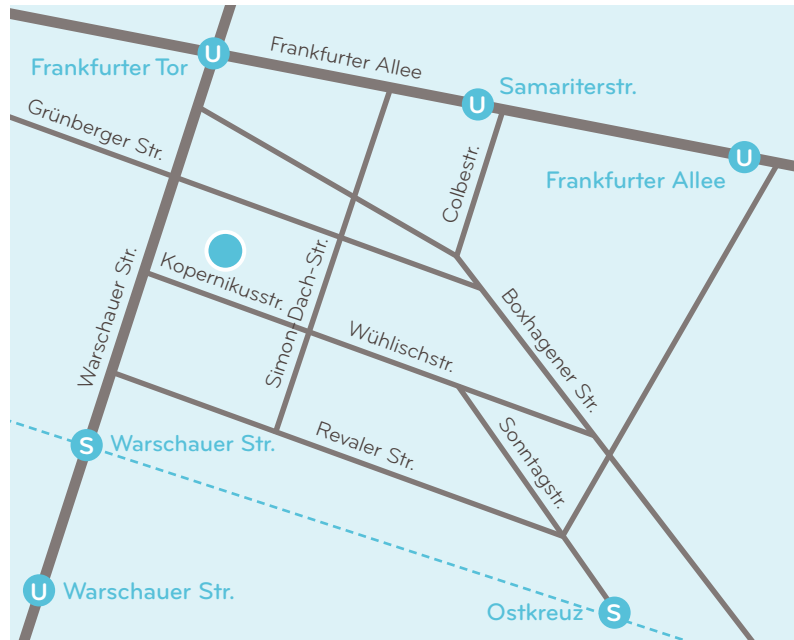 U
Frankfurter Allee
Frankfurter Tor
U
Samariterstr.
Grünberger Str.
Colbestr.
U
Frankfurter Allee
Warschauer Str.
Kopernikusstr.
Simon-Dach-Str.
Wühlischstr.
Boxhagener Str.
Sonntagstr.
Revaler Str.
S
Warschauer Str.
U
Warschauer Str.
Ostkreuz
S